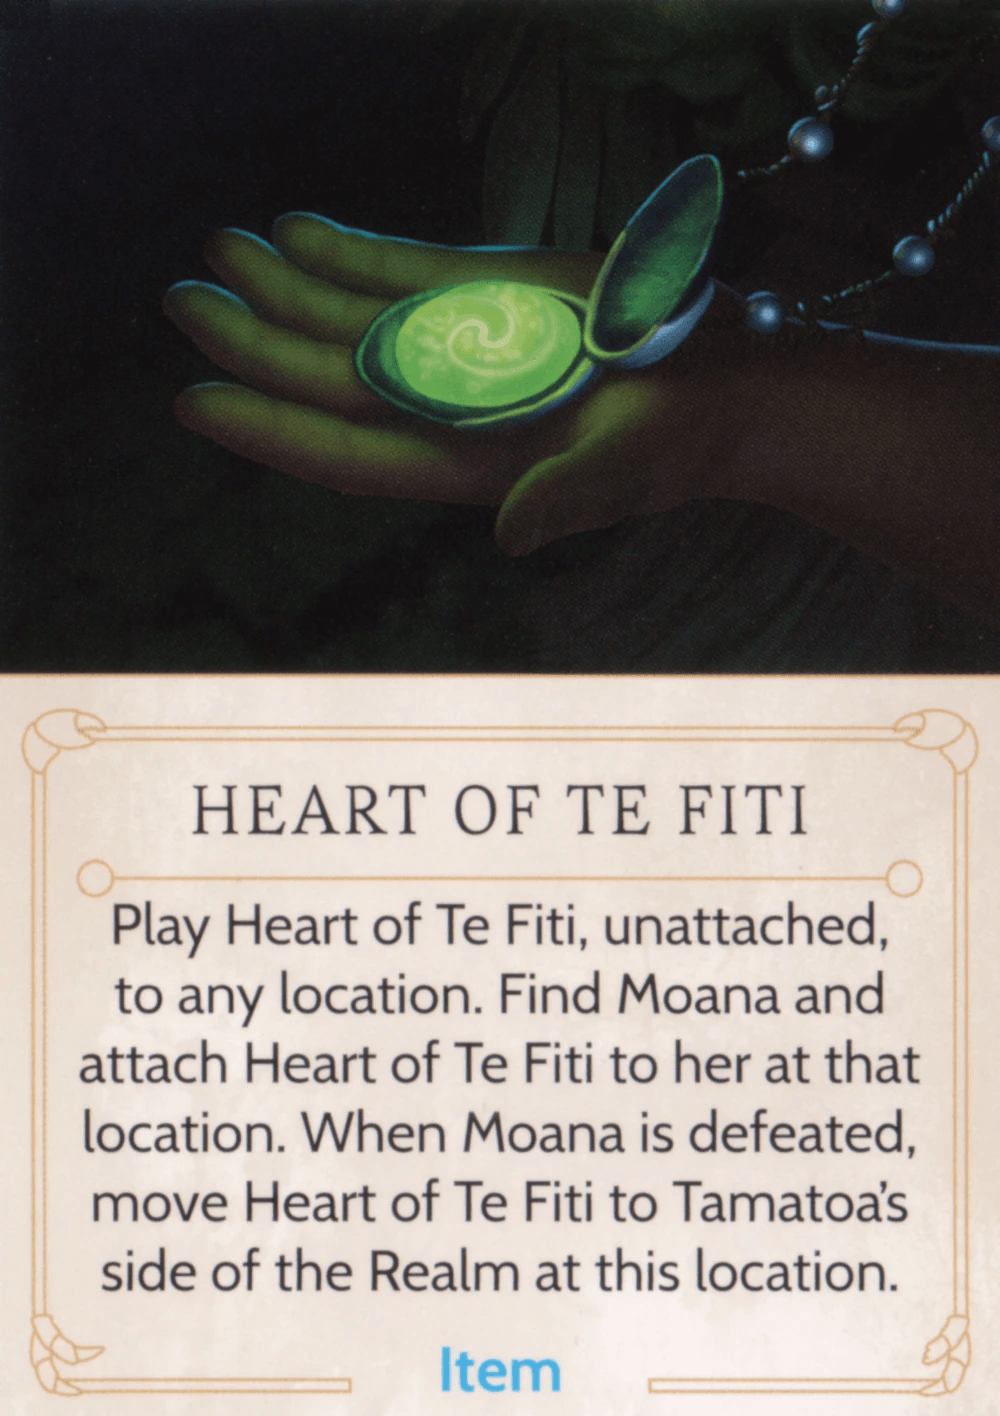 HEART OF TE FITI
Play Heart of Te Fiti, unattached,
to any location. Find Moana and
attach Heart of Te Fiti to her at that
location. When Moana is defeated,
move Heart of Te Fiti to Tamatoa's
side of the Realm at this location.
Item